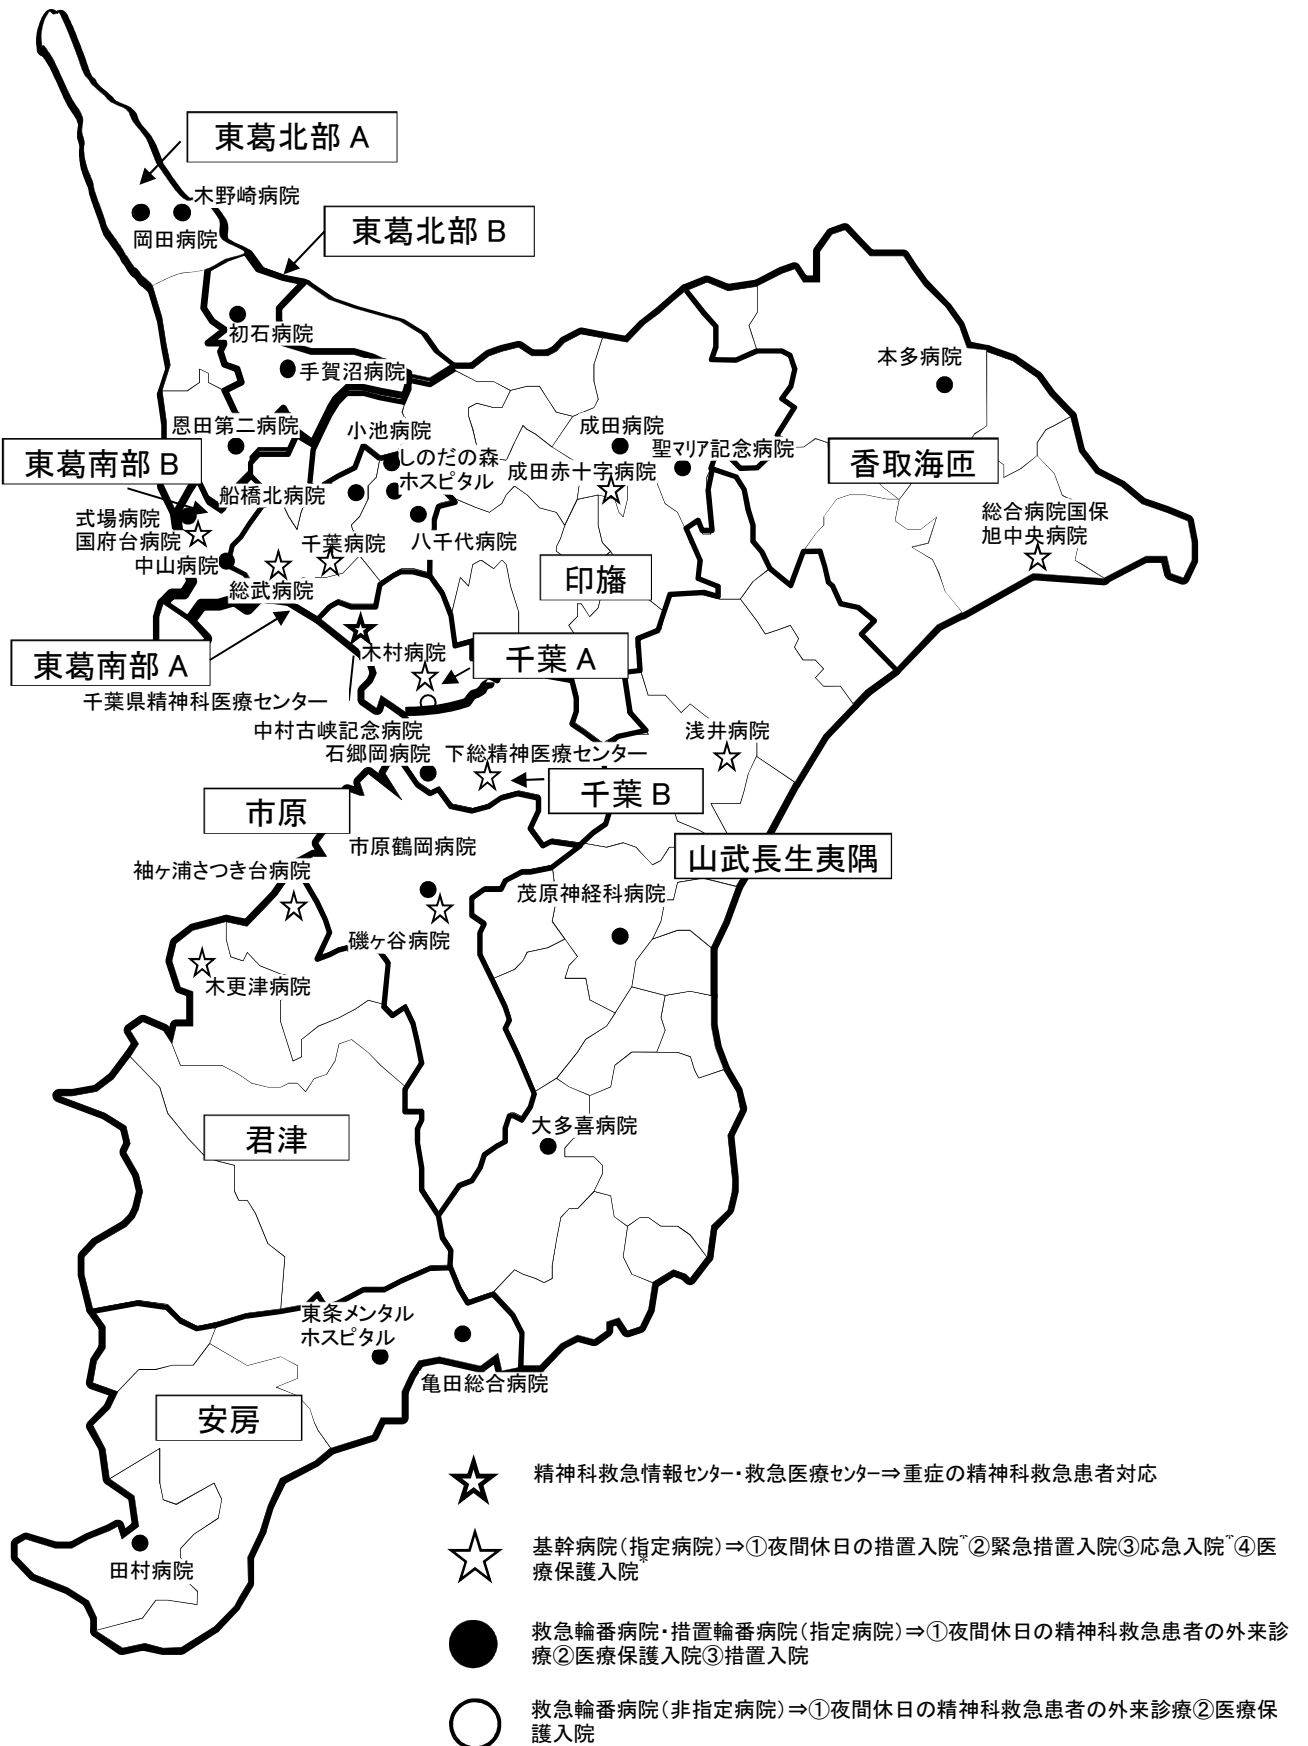 東葛北部 A
木野崎病院
東葛北部 B
岡田病院
初石病院
本多病院
手賀沼病院
恩田第二病院
小池病院
成田病院
東葛南部 B
しのだの森
ホスピタル
聖マリア記念病院
香取海匝
成田赤十字病院
船橋北病院
式場病院
国府台病院
千葉病院
八千代病院
総合病院国保
旭中央病院
中山病院
総武病院
印旛
東葛南部 A
木村病院
千葉 A
千葉県精神科医療センター
中村古峡記念病院
石郷岡病院
下総精神医療センター
浅井病院
千葉 B
市原
市原鶴岡病院
山武長生夷隅
袖ヶ浦さつき台病院
茂原神経科病院
磯ヶ谷病院
木更津病院
君津
大多喜病院
東条メンタル
ホスピタル
亀田総合病院
安房
田村病院
精神科救急情報センター・救急医療センター⇒重症の精神科救急患者対応
基幹病院（指定病院）⇒①夜間休日の措置入院*②緊急措置入院③応急入院*④医
療保護入院*
救急輪番病院・措置輪番病院（指定病院）⇒①夜間休日の精神科救急患者の外来診
療②医療保護入院③措置入院
救急輪番病院（非指定病院）⇒①夜間休日の精神科救急患者の外来診療②医療保
護入院